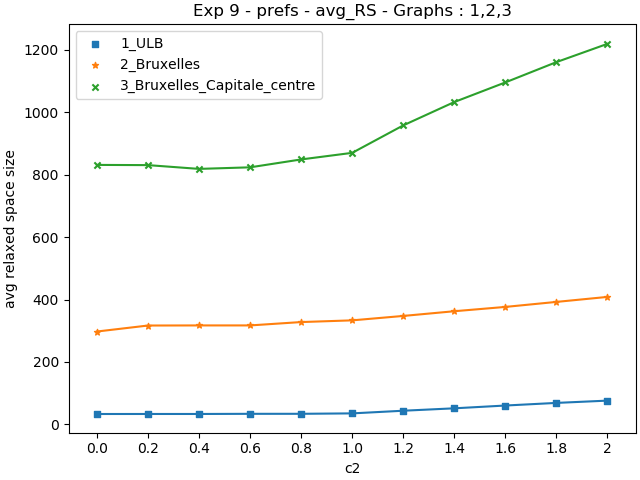 Exp 9 - prefs - avg_RS - Graphs : 1,2,3
1_ULB
2_Bruxelles
3_Bruxelles_Capitale_centre
avg relaxed space size
1200
1000
800
600
400
200
0
0.0 0.2 0.4 0.6 0.8 1.0 1.2 1.4 1.6 1.8 2
c2